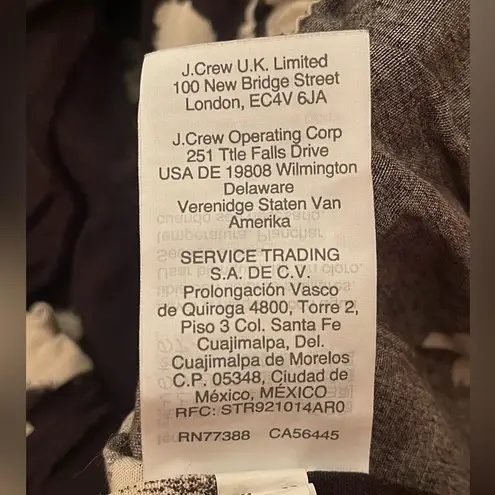 J.Crew U.K. Limited
100 New Bridge Street
London, EC4V 6JA
J.Crew Operating Corp
251 Ttle Falls Drive
USA DE 19808 Wilmington
Delaware
Verenidge Staten Van
Amerika
SERVICE TRADING
S.A. DE C.V.
Prolongación Vasco
de Quiroga 4800, Torre 2,
Piso 3 Col. Santa Fe
Cuajimalpa, Del.
Cuajimalpa de Morelos
C.P. 05348, Ciudad de
México, MÉXICO
RFC: STR921014AR0
RN77388 CA56445